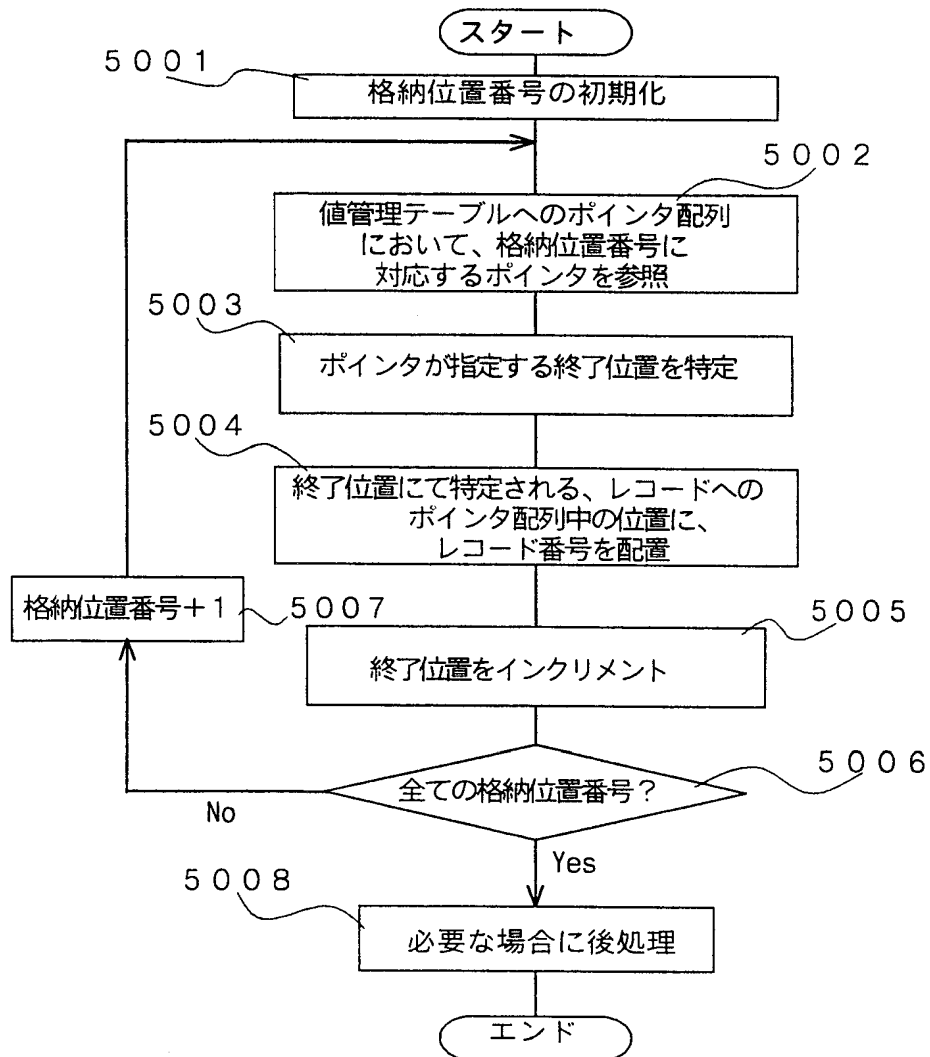 スタート
５００１
格納位置番号の初期化
５００２
値管理テーブルへのポインタ配列
において、格納位置番号に
対応するポインタを参照
５００３
ポインタが指定する終了位置を特定
５００４
終了位置にて特定される、レコードへの
ポインタ配列中の位置に、
レコード番号を配置
格納位置番号＋１
５００７
５００５
終了位置をインクリメント
５００６
全ての格納位置番号？
No
Yes
５００８
必要な場合に後処理
エンド